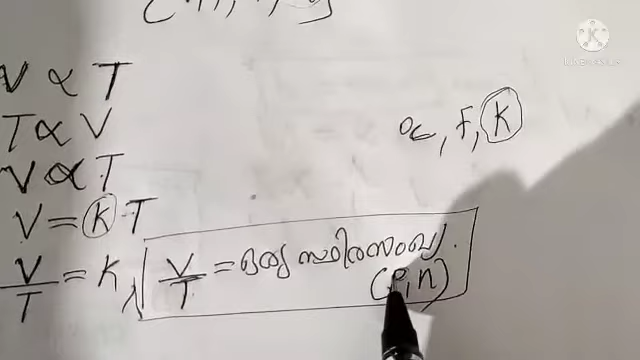 V ∝ T
T ∝ V
°C, F, K
V ∝ T
V = K T
V/T = K
V/T = ഒരു സ്ഥിരസംഖ്യ.
(P, n)